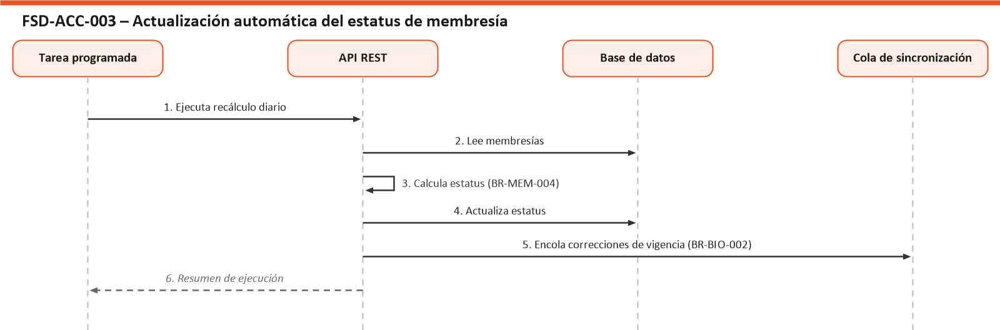 FSD-ACC-003 – Actualización automática del estatus de membresía
Tarea programada
API REST
Base de datos
Cola de sincronización
1. Ejecuta recálculo diario
2. Lee membresías
3. Calcula estatus (BR-MEM-004)
4. Actualiza estatus
5. Encola correcciones de vigencia (BR-BIO-002)
6. Resumen de ejecución